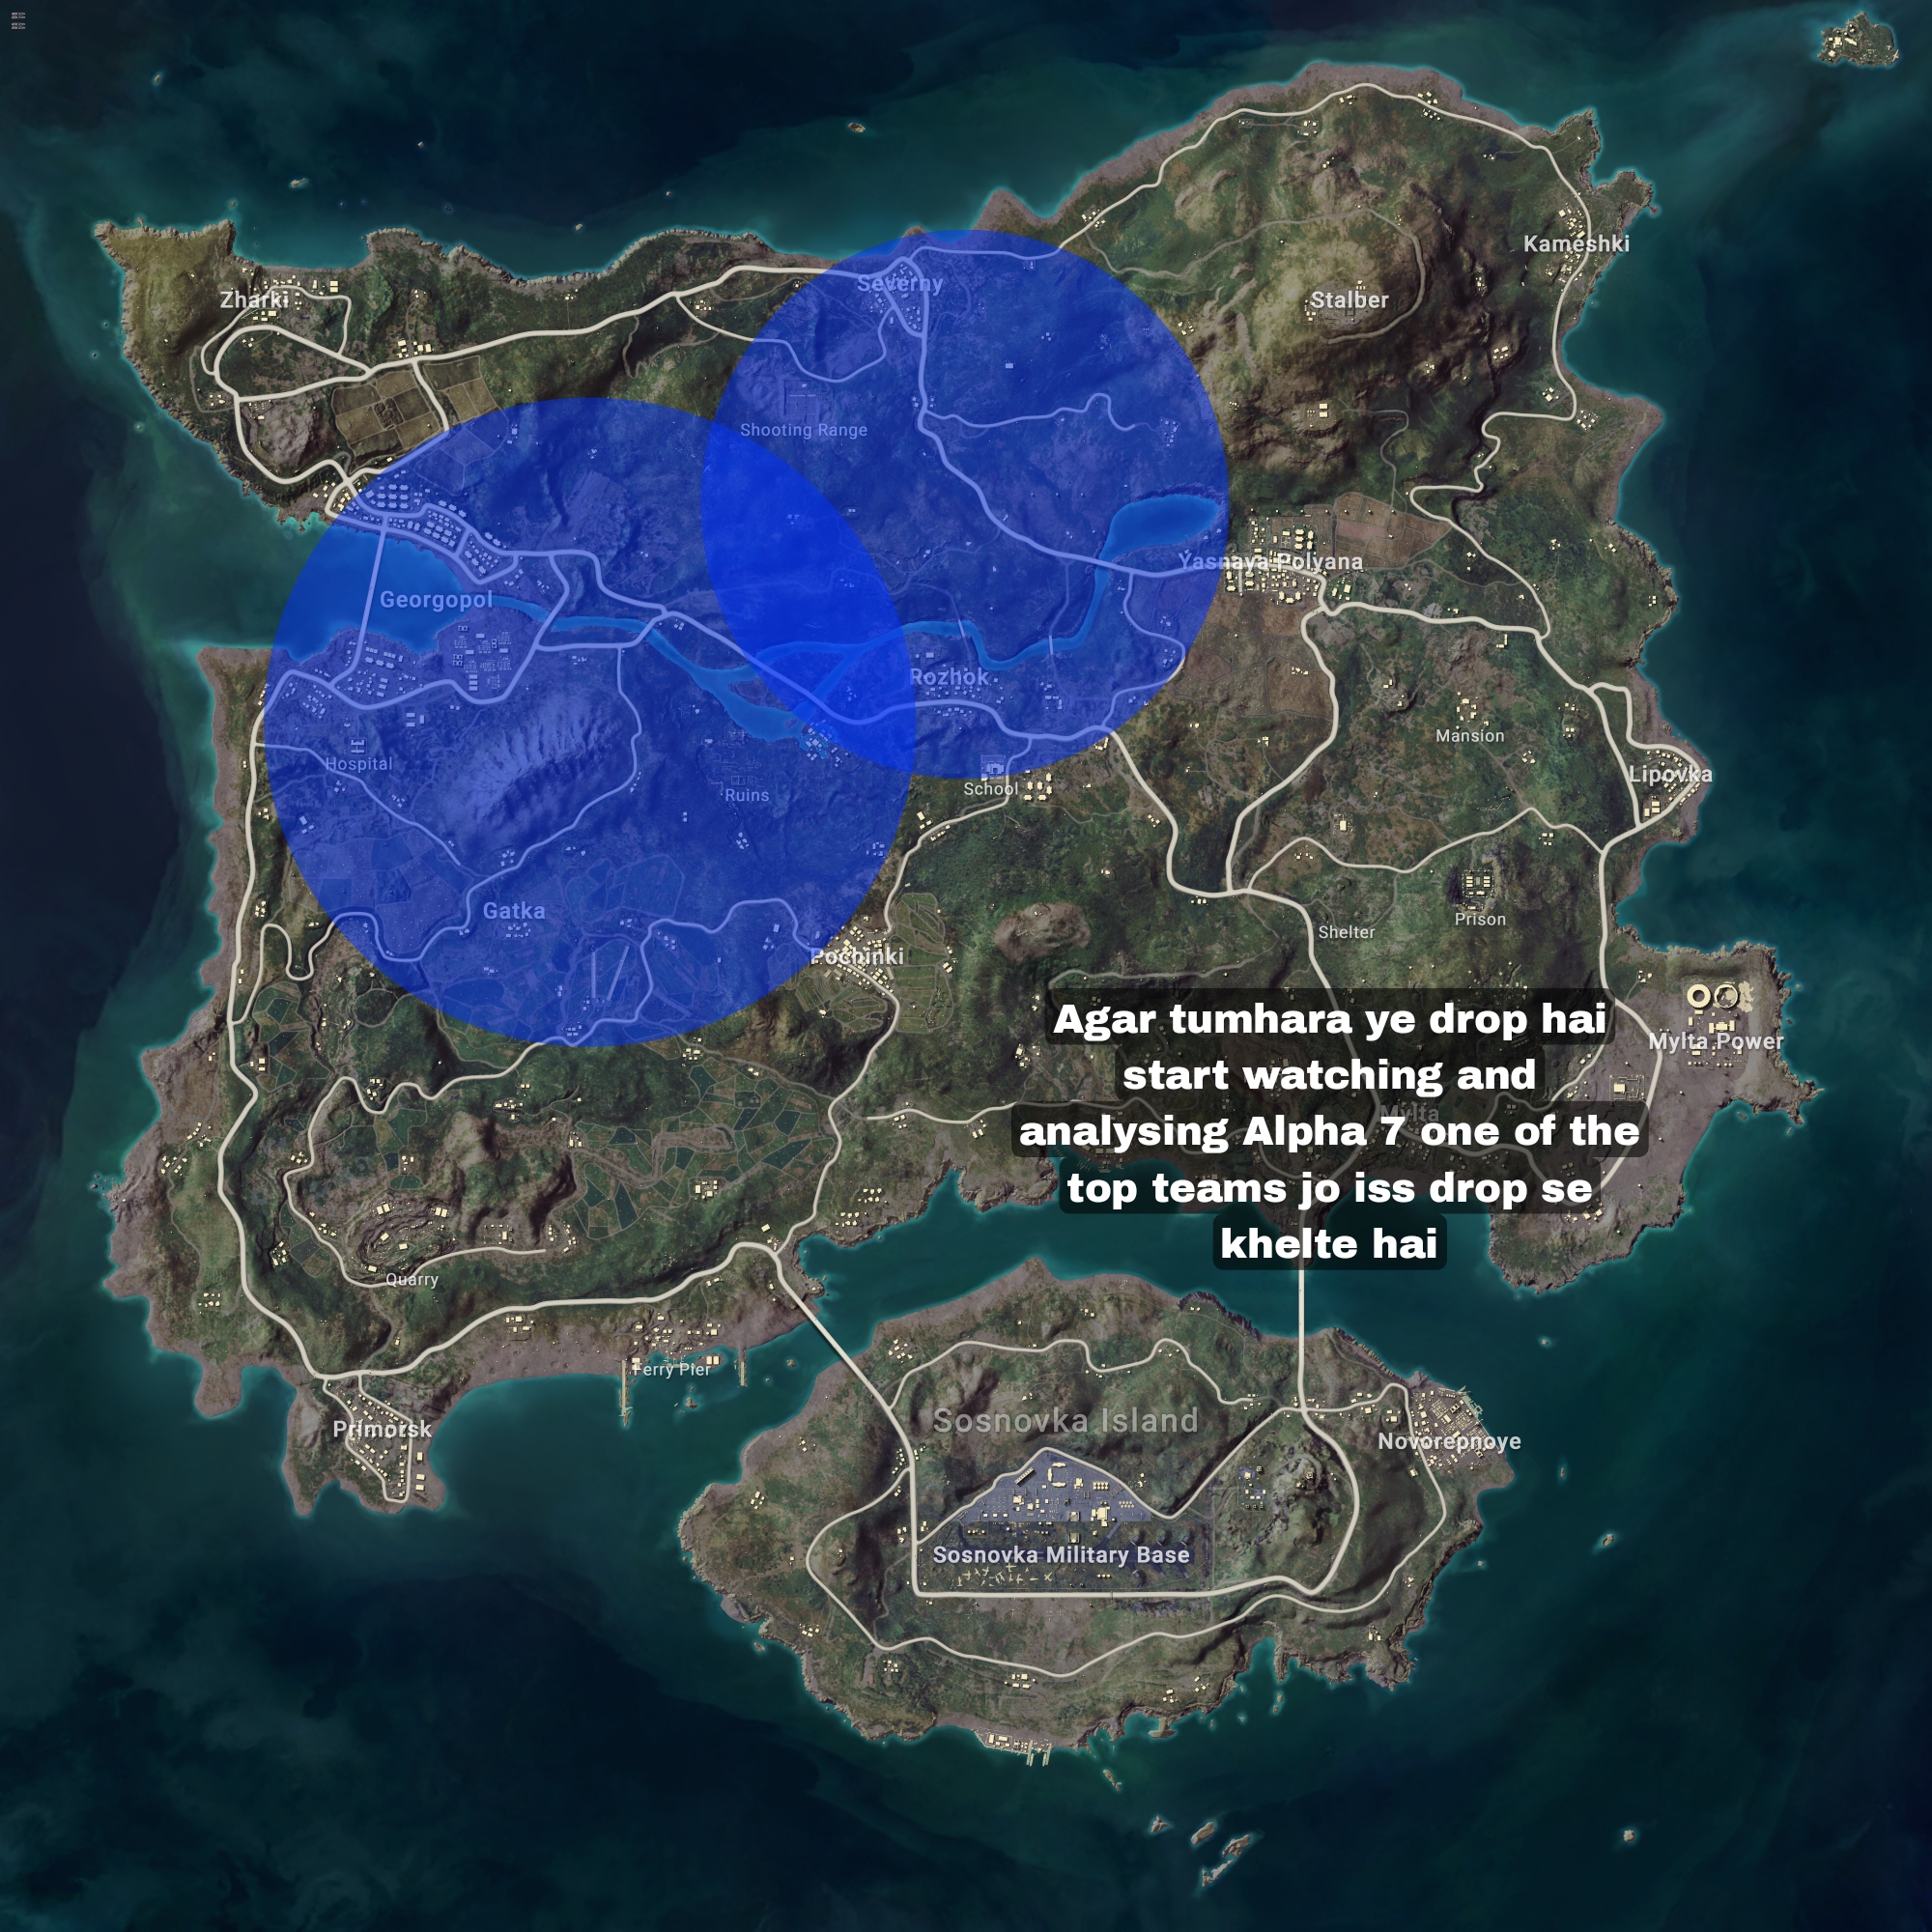 Kameshki
Zharki
Severny
Stalber
Shooting Range
Yasnaya Polyana
Georgopol
Rozhok
Mansion
Hospital
Lipovka
School
Ruins
Gatka
Prison
Shelter
Pochinki
Agar tumhara ye drop hai
start watching and
analysing Alpha 7 one of the
top teams jo iss drop se
khelte hai
Mylta Power
Mylta
Quarry
Ferry Pier
Primorsk
Sosnovka Island
Novorepnoye
Sosnovka Military Base